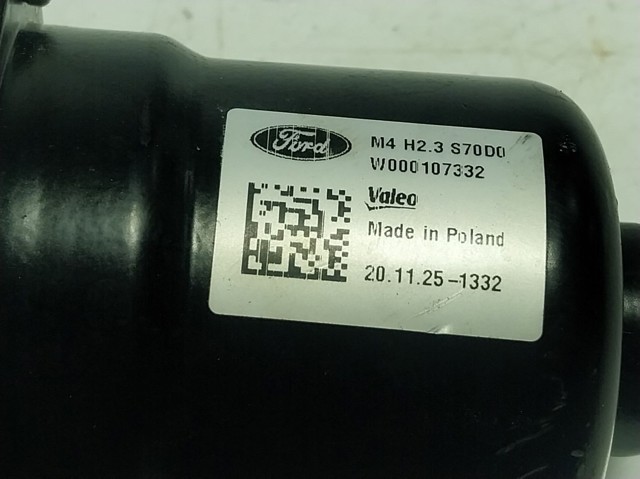 Ford
M4 H2.3 S70D0
W000107332
Valeo
Made in Poland
20.11.25-1332